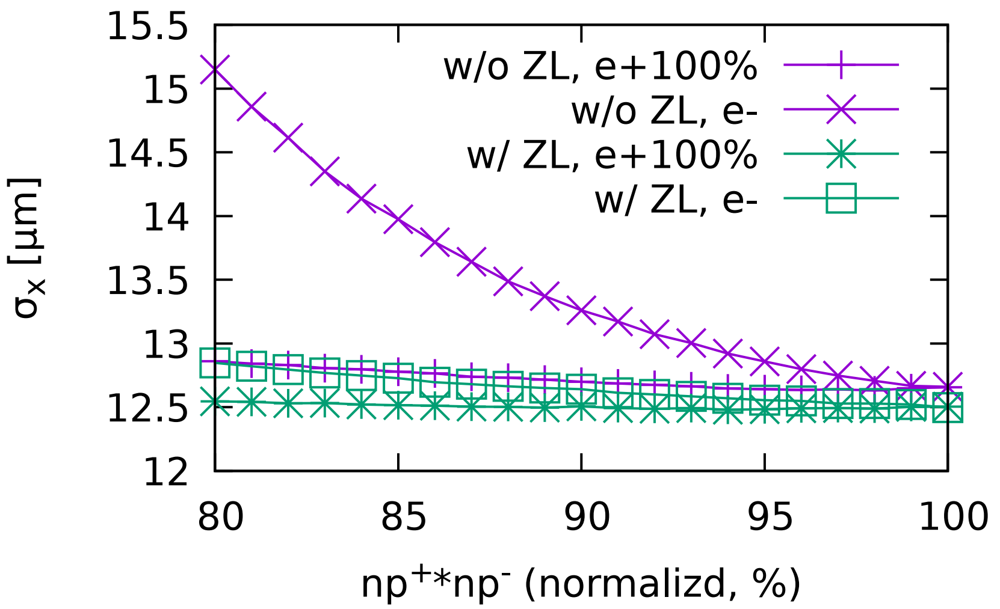 15.5
15
14.5
14
13.5
13
12.5
12
σx [μm]
w/o ZL, e+100%
w/o ZL, e-
w/ ZL, e+100%
w/ ZL, e-
80 85 90 95 100
np+*np- (normalizd, %)